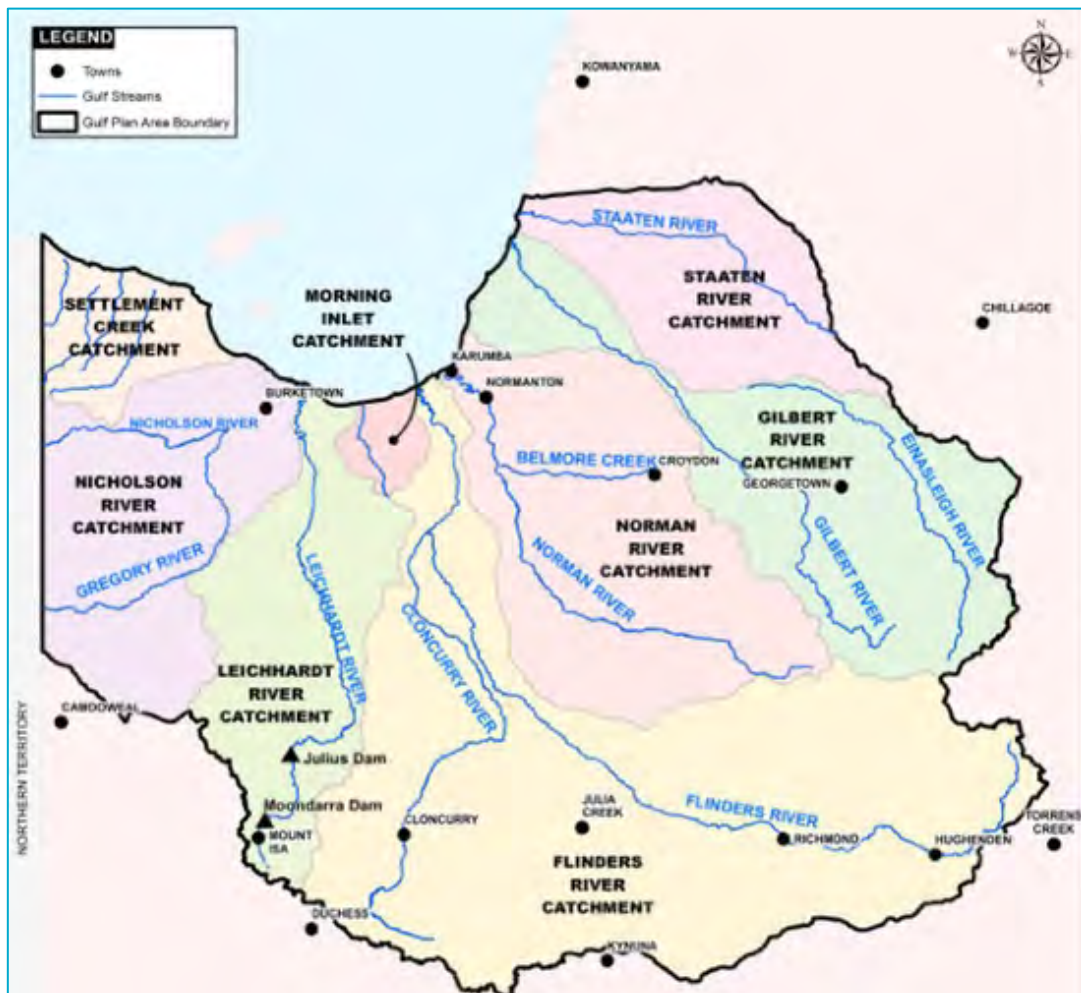 LEGEND
Towns
Gulf Streams
Gulf Plan Area Boundary
N
W
E
S
KOWANYAMA
STAATEN RIVER
STAATEN
RIVER
CATCHMENT
CHILLAGOE
SETTLEMENT
CREEK
CATCHMENT
MORNING
INLET
CATCHMENT
KARUMBA
NORMANTON
BURKETOWN
NICHOLSON RIVER
NICHOLSON
RIVER
CATCHMENT
GREGORY RIVER
BELMORE CREEK
CROYDON
GILBERT
RIVER
CATCHMENT
GEORGETOWN
EINASLEIGH RIVER
GILBERT RIVER
NORMAN
RIVER
CATCHMENT
NORMAN RIVER
LEICKHARDT RIVER
CLONCURRY RIVER
LEICHHARDT
RIVER
CATCHMENT
CAMOOWEAL
NORTHERN TERRITORY
Julius Dam
Moondarra Dam
MOUNT
ISA
CLONCURRY
JULIA
CREEK
FLINDERS RIVER
RICHMOND
HUGHENDEN
TORRENS
CREEK
FLINDERS
RIVER
CATCHMENT
DUCHESS
KYNUNA